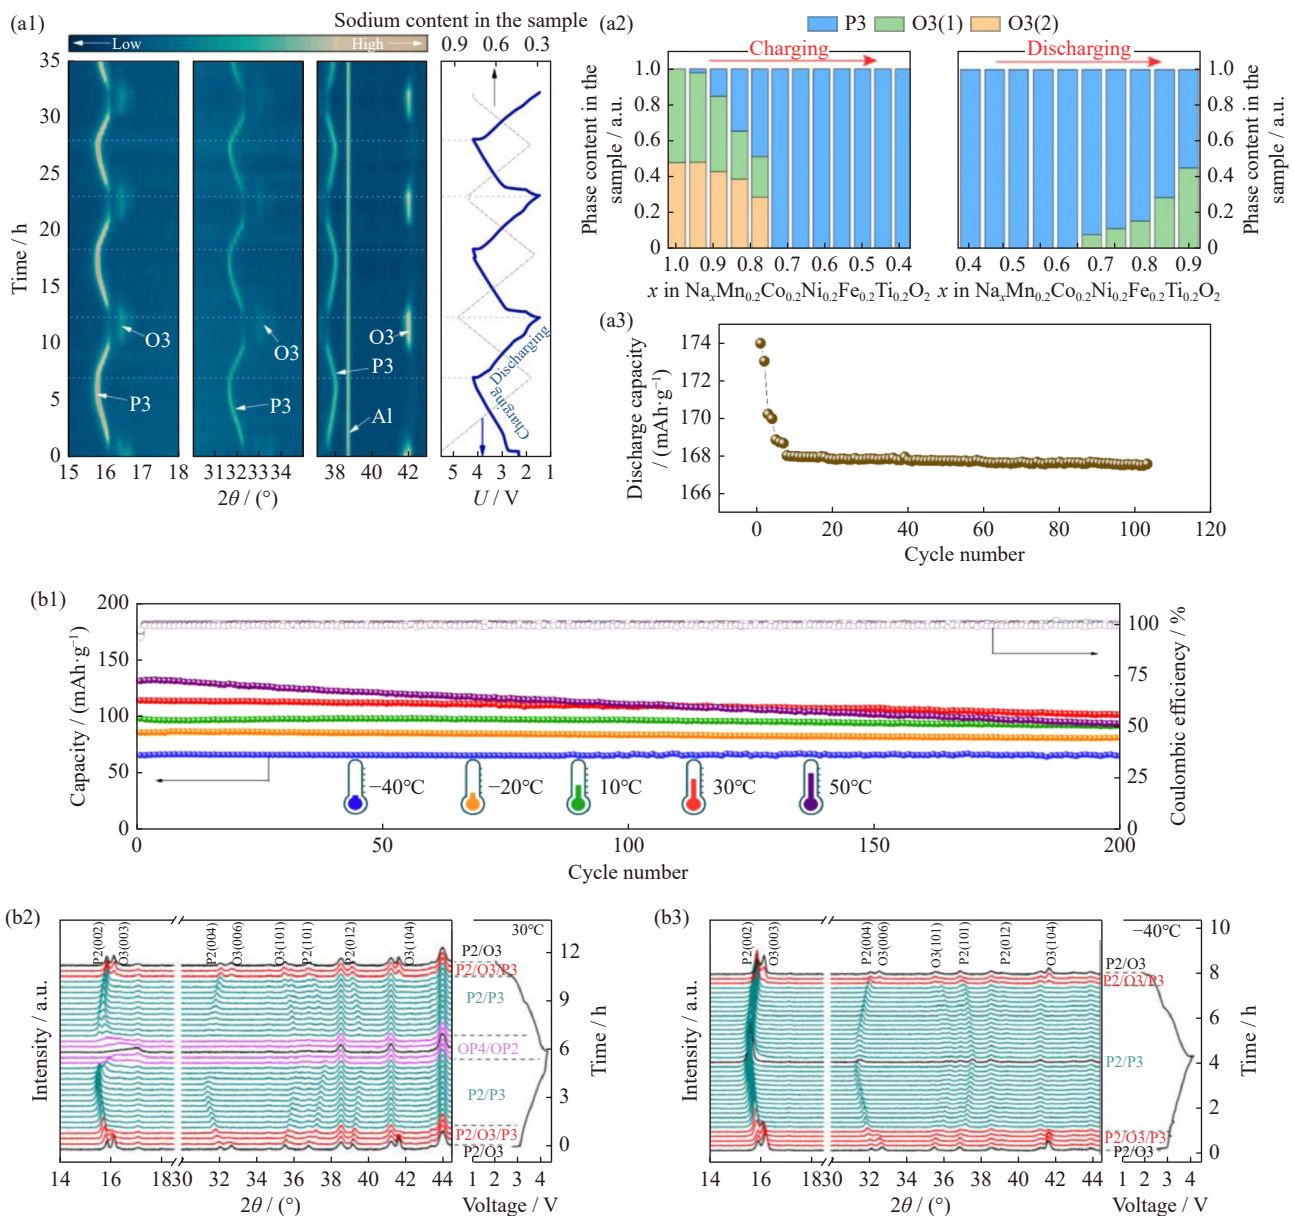 (a1)
Sodium content in the sample
0.9 0.6 0.3
Low High
35
30
25
20
15
10
5
0
Time / h
O3
O3
O3
P3
P3
P3
Al
Discharging
Charging
15 16 17 18
31 32 33 34
38 40 42
5 4 3 2 1
2θ / (°)
U / V
(a2)
P3 O3(1) O3(2)
Charging
Discharging
1.0
0.8
0.6
0.4
0.2
0
Phase content in the
sample / a.u.
1.0 0.9 0.8 0.7 0.6 0.5 0.4
x in NaₓMn₀.₂Co₀.₂Ni₀.₂Fe₀.₂Ti₀.₂O₂
1.0
0.8
0.6
0.4
0.2
0
Phase content in the
sample / a.u.
0.4 0.5 0.6 0.7 0.8 0.9
x in NaₓMn₀.₂Co₀.₂Ni₀.₂Fe₀.₂Ti₀.₂O₂
(a3)
174
172
170
168
166
Discharge capacity
/ (mAh·g⁻¹)
0 20 40 60 80 100 120
Cycle number
(b1)
200
150
100
50
0
Capacity / (mAh·g⁻¹)
100
75
50
25
0
Coulombic efficiency / %
−40°C −20°C 10°C 30°C 50°C
0 50 100 150 200
Cycle number
(b2)
P2(002)
O3(003)
P2(004)
O3(006)
O3(101)
P2(101)
P2(012)
O3(104)
30°C
P2/O3
P2/O3/P3
P2/P3
OP4/OP2
P2/P3
P2/O3/P3
P2/O3
12
9
6
3
0
Time / h
Intensity / a.u.
14 16 18 30 32 34 36 38 40 42 44
1 2 3 4
2θ / (°)
Voltage / V
(b3)
P2(002)
O3(003)
P2(004)
O3(006)
O3(101)
P2(101)
P2(012)
O3(104)
−40°C
P2/O3
P2/O3/P3
P2/P3
P2/O3/P3
P2/O3
10
8
6
4
2
0
Time / h
Intensity / a.u.
14 16 18 30 32 34 36 38 40 42 44
1 2 3 4
2θ / (°)
Voltage / V